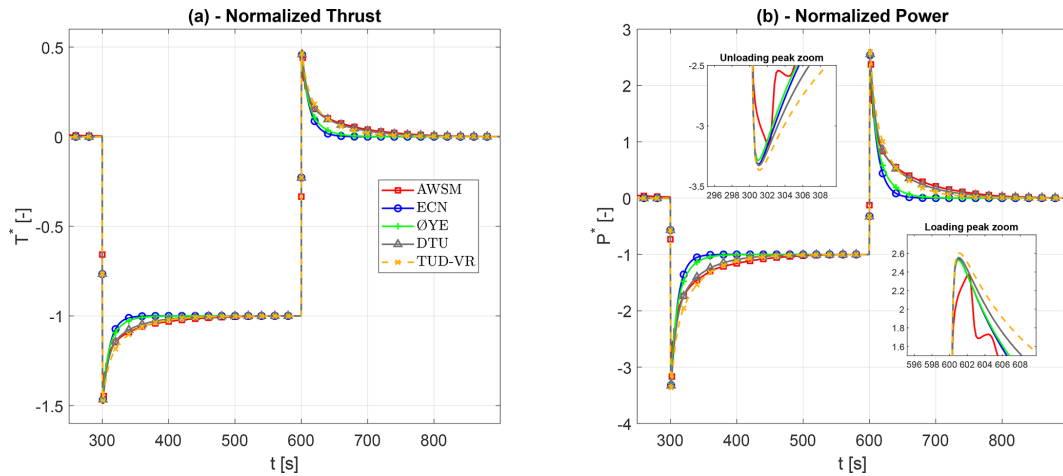 (a) - Normalized Thrust
T* [-]
0.5
0
-0.5
-1
-1.5
300 400 500 600 700 800
t [s]
AWSM
ECN
ØYE
DTU
TUD-VR
(b) - Normalized Power
P* [-]
3
2
1
0
-1
-2
-3
-4
300 400 500 600 700 800
t [s]
Unloading peak zoom
-2.5
-3
-3.5
296 298 300 302 304 306 308
Loading peak zoom
2.6
2.4
2.2
2
1.8
1.6
596 598 600 602 604 606 608